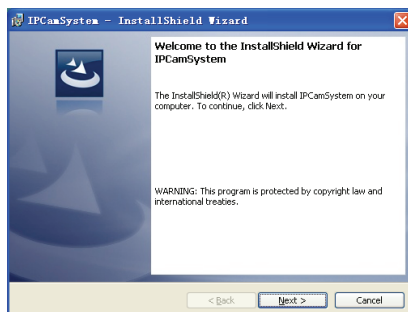 IPCamSystem - InstallShield Wizard
Welcome to the InstallShield Wizard for
IPCamSystem
The InstallShield(R) Wizard will install IPCamSystem on your
computer. To continue, click Next.
WARNING: This program is protected by copyright law and
international treaties.
< Back
Next >
Cancel